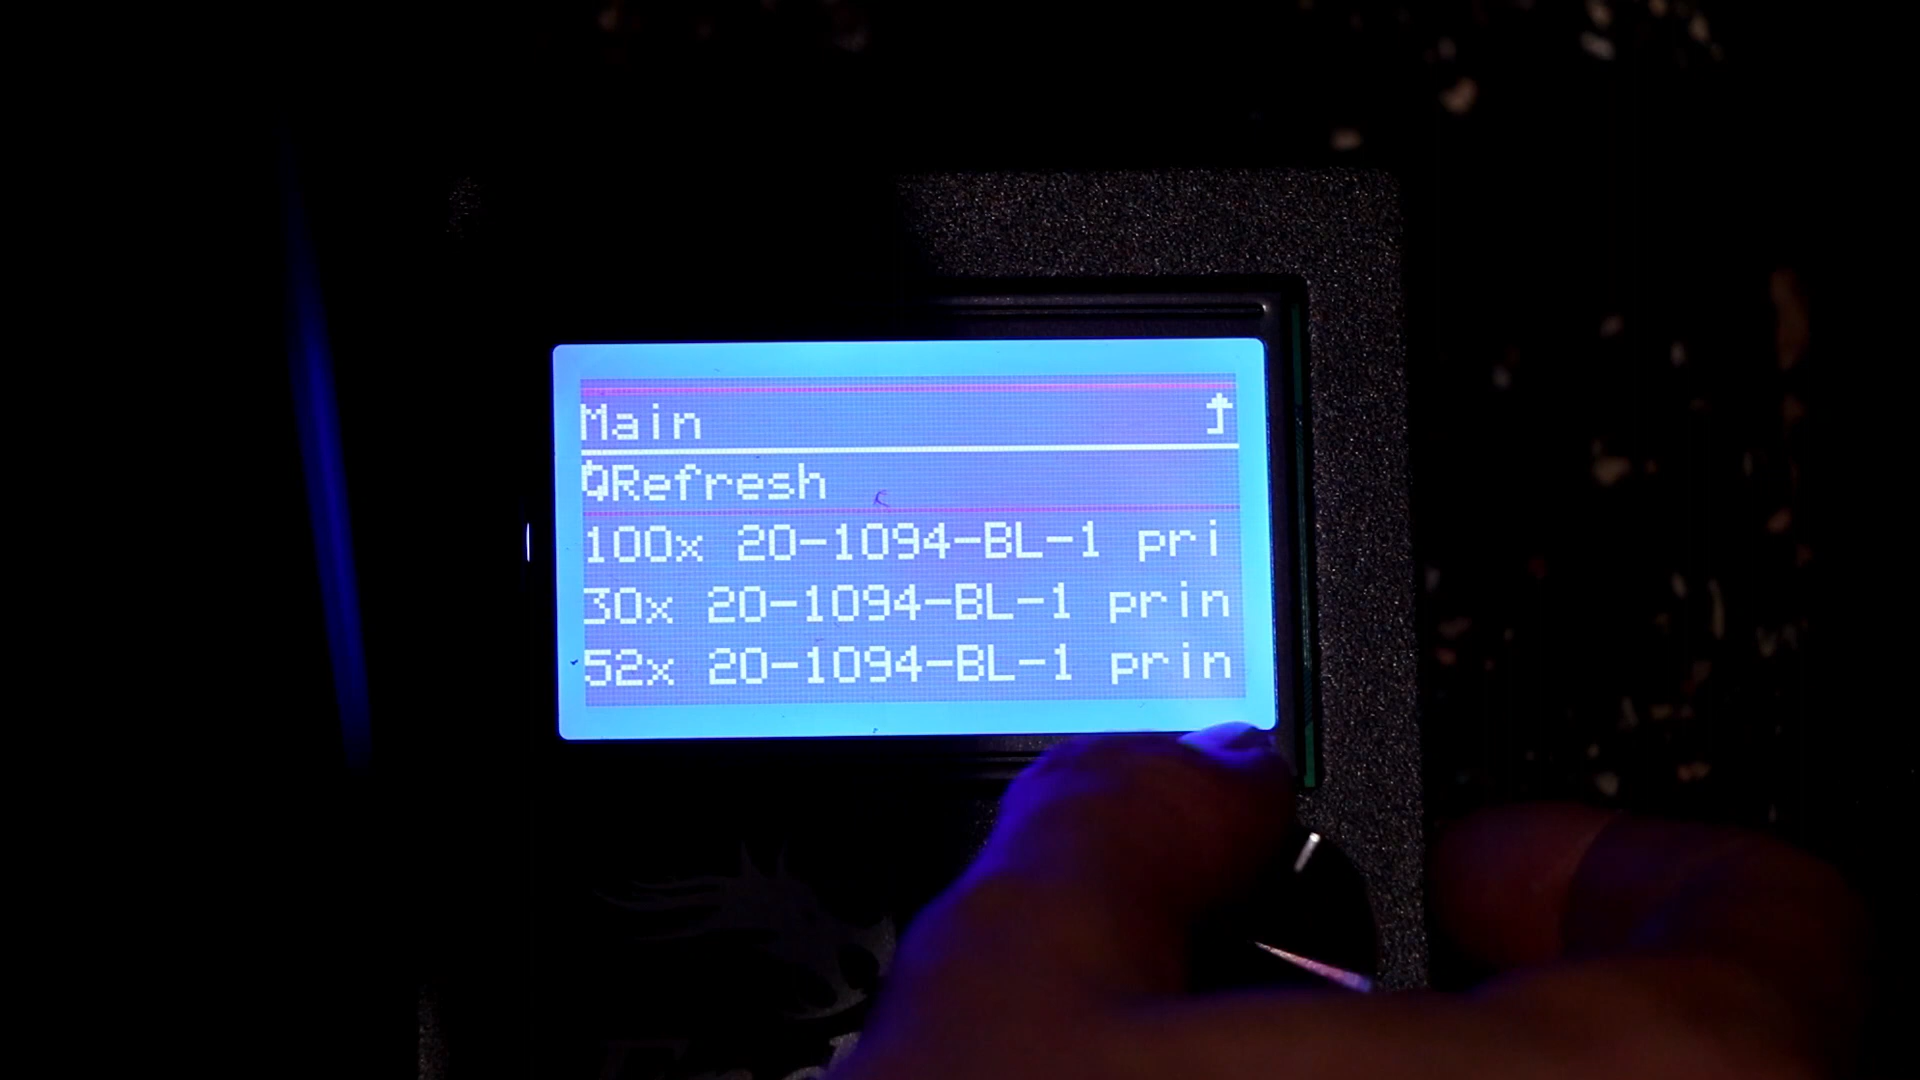 Main
Refresh
100x 20-1094-BL-1 pri
30x 20-1094-BL-1 prin
52x 20-1094-BL-1 prin